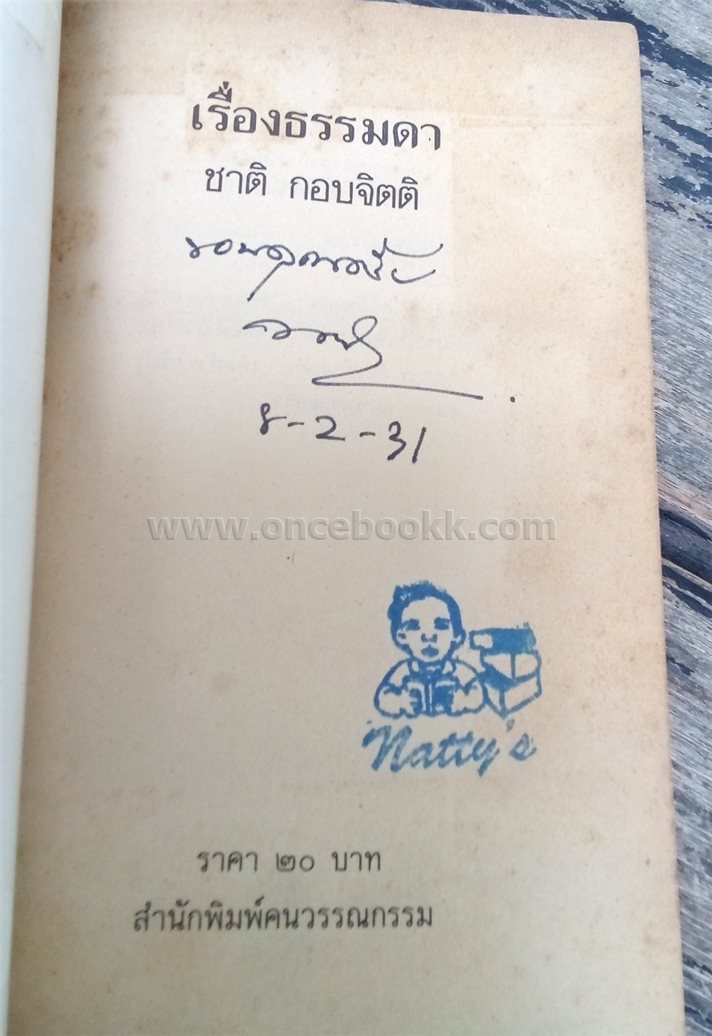 เรื่องธรรมดา
ชาติ กอบจิตติ
ขอบคุณครับ
8-2-31
www.oncebookk.com
Natty's
ราคา ๒๐ บาท
สำนักพิมพ์คนวรรณกรรม